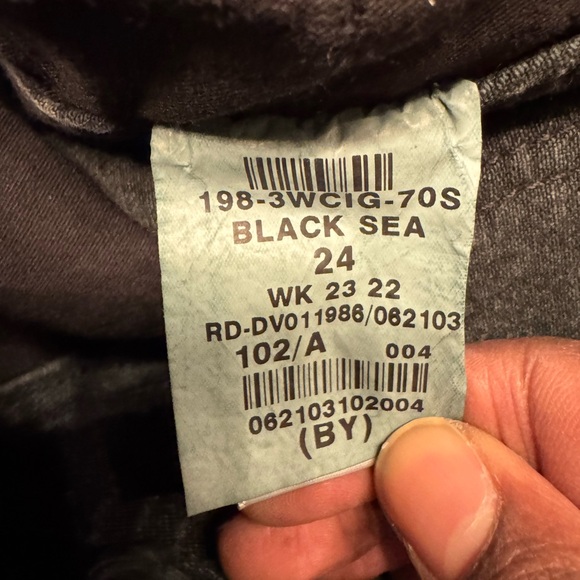 198-3WCIG-70S
BLACK SEA
24
WK 23 22
RD-DV011986/062103
102/A 004
062103102004
(BY)